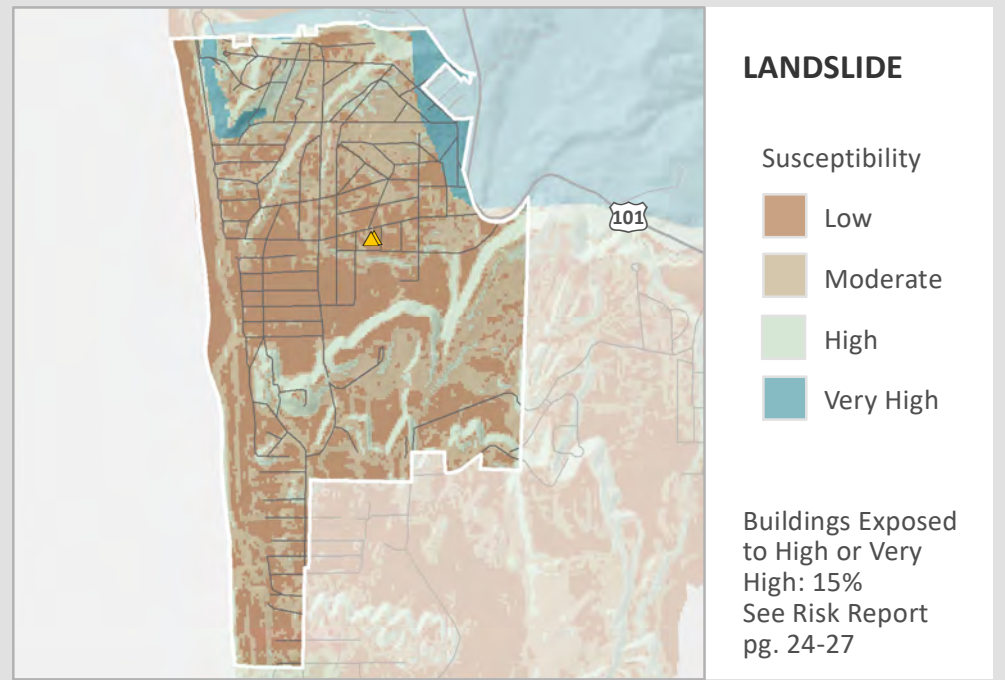 LANDSLIDE
Susceptibility
Low
Moderate
High
Very High
101
Buildings Exposed
to High or Very
High: 15%
See Risk Report
pg. 24-27